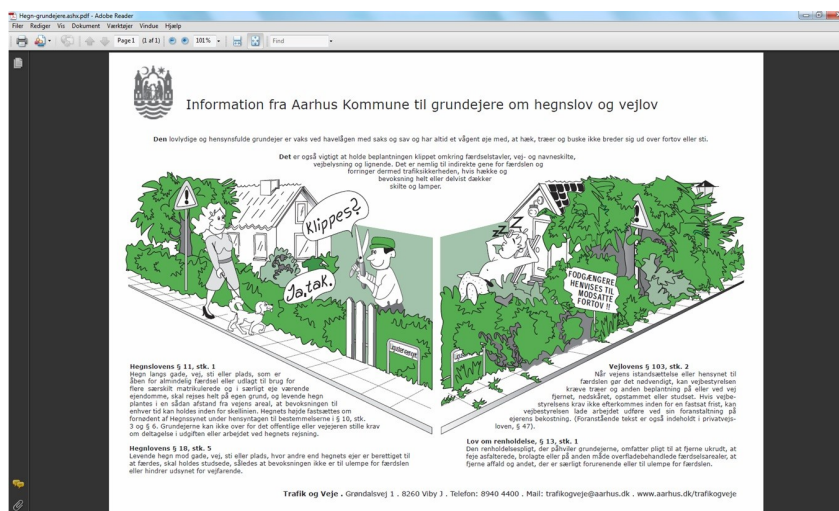 Hegn-grundejere.ashx.pdf - Adobe Reader
Filer Rediger Vis Dokument Værktøjer Vindue Hjælp
Page 1 (1 af 1) 101% Find
Information fra Aarhus Kommune til grundejere om hegnslov og vejlov
Den lovlydige og hensynsfulde grundejer er vaks ved havelågen med saks og sav og har altid et vågent øje med, at hæk, træer og buske ikke breder sig ud over fortov eller sti.
Det er også vigtigt at holde beplantningen klippet omkring færdselstavler, vej- og navneskilte,
vejbelysning og lignende. Det er nemlig til indirekte gene for færdslen og
forringer dermed trafiksikkerheden, hvis hække og
bevoksning helt eller delvist dækker
skilte og lamper.
Klippes?
Ja, tak.
ZZZ
FODGÆNGERE
HENVISES TIL
MODSATTE
FORTOV !!
Hegnslovens § 11, stk. 1
Hegn langs gade, vej, sti eller plads, som er
åben for almindelig færdsel eller udlagt til brug for
flere særskilt matrikulerede og i særligt eje værende
ejendomme, skal rejses helt på egen grund, og levende hegn
plantes i en sådan afstand fra vejens areal, at bevoksningen til
enhver tid kan holdes inden for skellinien. Hegnets højde fastsættes om
fornødent af Hegnssynet under hensyntagen til bestemmelserne i § 10, stk.
3 og § 6. Grundejerne kan ikke over for det offentlige eller vejejeren stille krav
om deltagelse i udgiften eller arbejdet ved hegnets rejsning.
Hegnlovens § 18, stk. 5
Levende hegn mod gade, vej, sti eller plads, hvor andre end hegnets ejer er berettiget til
at færdes, skal holdes studsede, således at bevoksningen ikke er til ulempe for færdslen
eller hindrer udsynet for vejfarende.
Vejlovens § 103, stk. 2
Når vejens istandsættelse eller hensynet til
færdslen gør det nødvendigt, kan vejbestyrelsen
kræve træer og anden beplantning på eller ved vej
fjernet, nedskåret, opstammet eller studset. Hvis vejbe-
styrelsens krav ikke efterkommes inden for en fastsat frist, kan
vejbestyrelsen lade arbejdet udføre ved sin foranstaltning på
ejerens bekostning. (Foranstående tekst er også indeholdt i privatvejs-
loven, § 47).
Lov om renholdelse, § 13, stk. 1
Den renholdelsespligt, der påhviler grundejerne, omfatter pligt til at fjerne ukrudt, at
feje asfalterede, brolagte eller på anden måde overfladebehandlede færdselsarealer, at
fjerne affald og andet, der er særligt forurenende eller til ulempe for færdslen.
Trafik og Veje . Grøndalsvej 1 . 8260 Viby J . Telefon: 8940 4400 . Mail: trafikogveje@aarhus.dk . www.aarhus.dk/trafikogveje